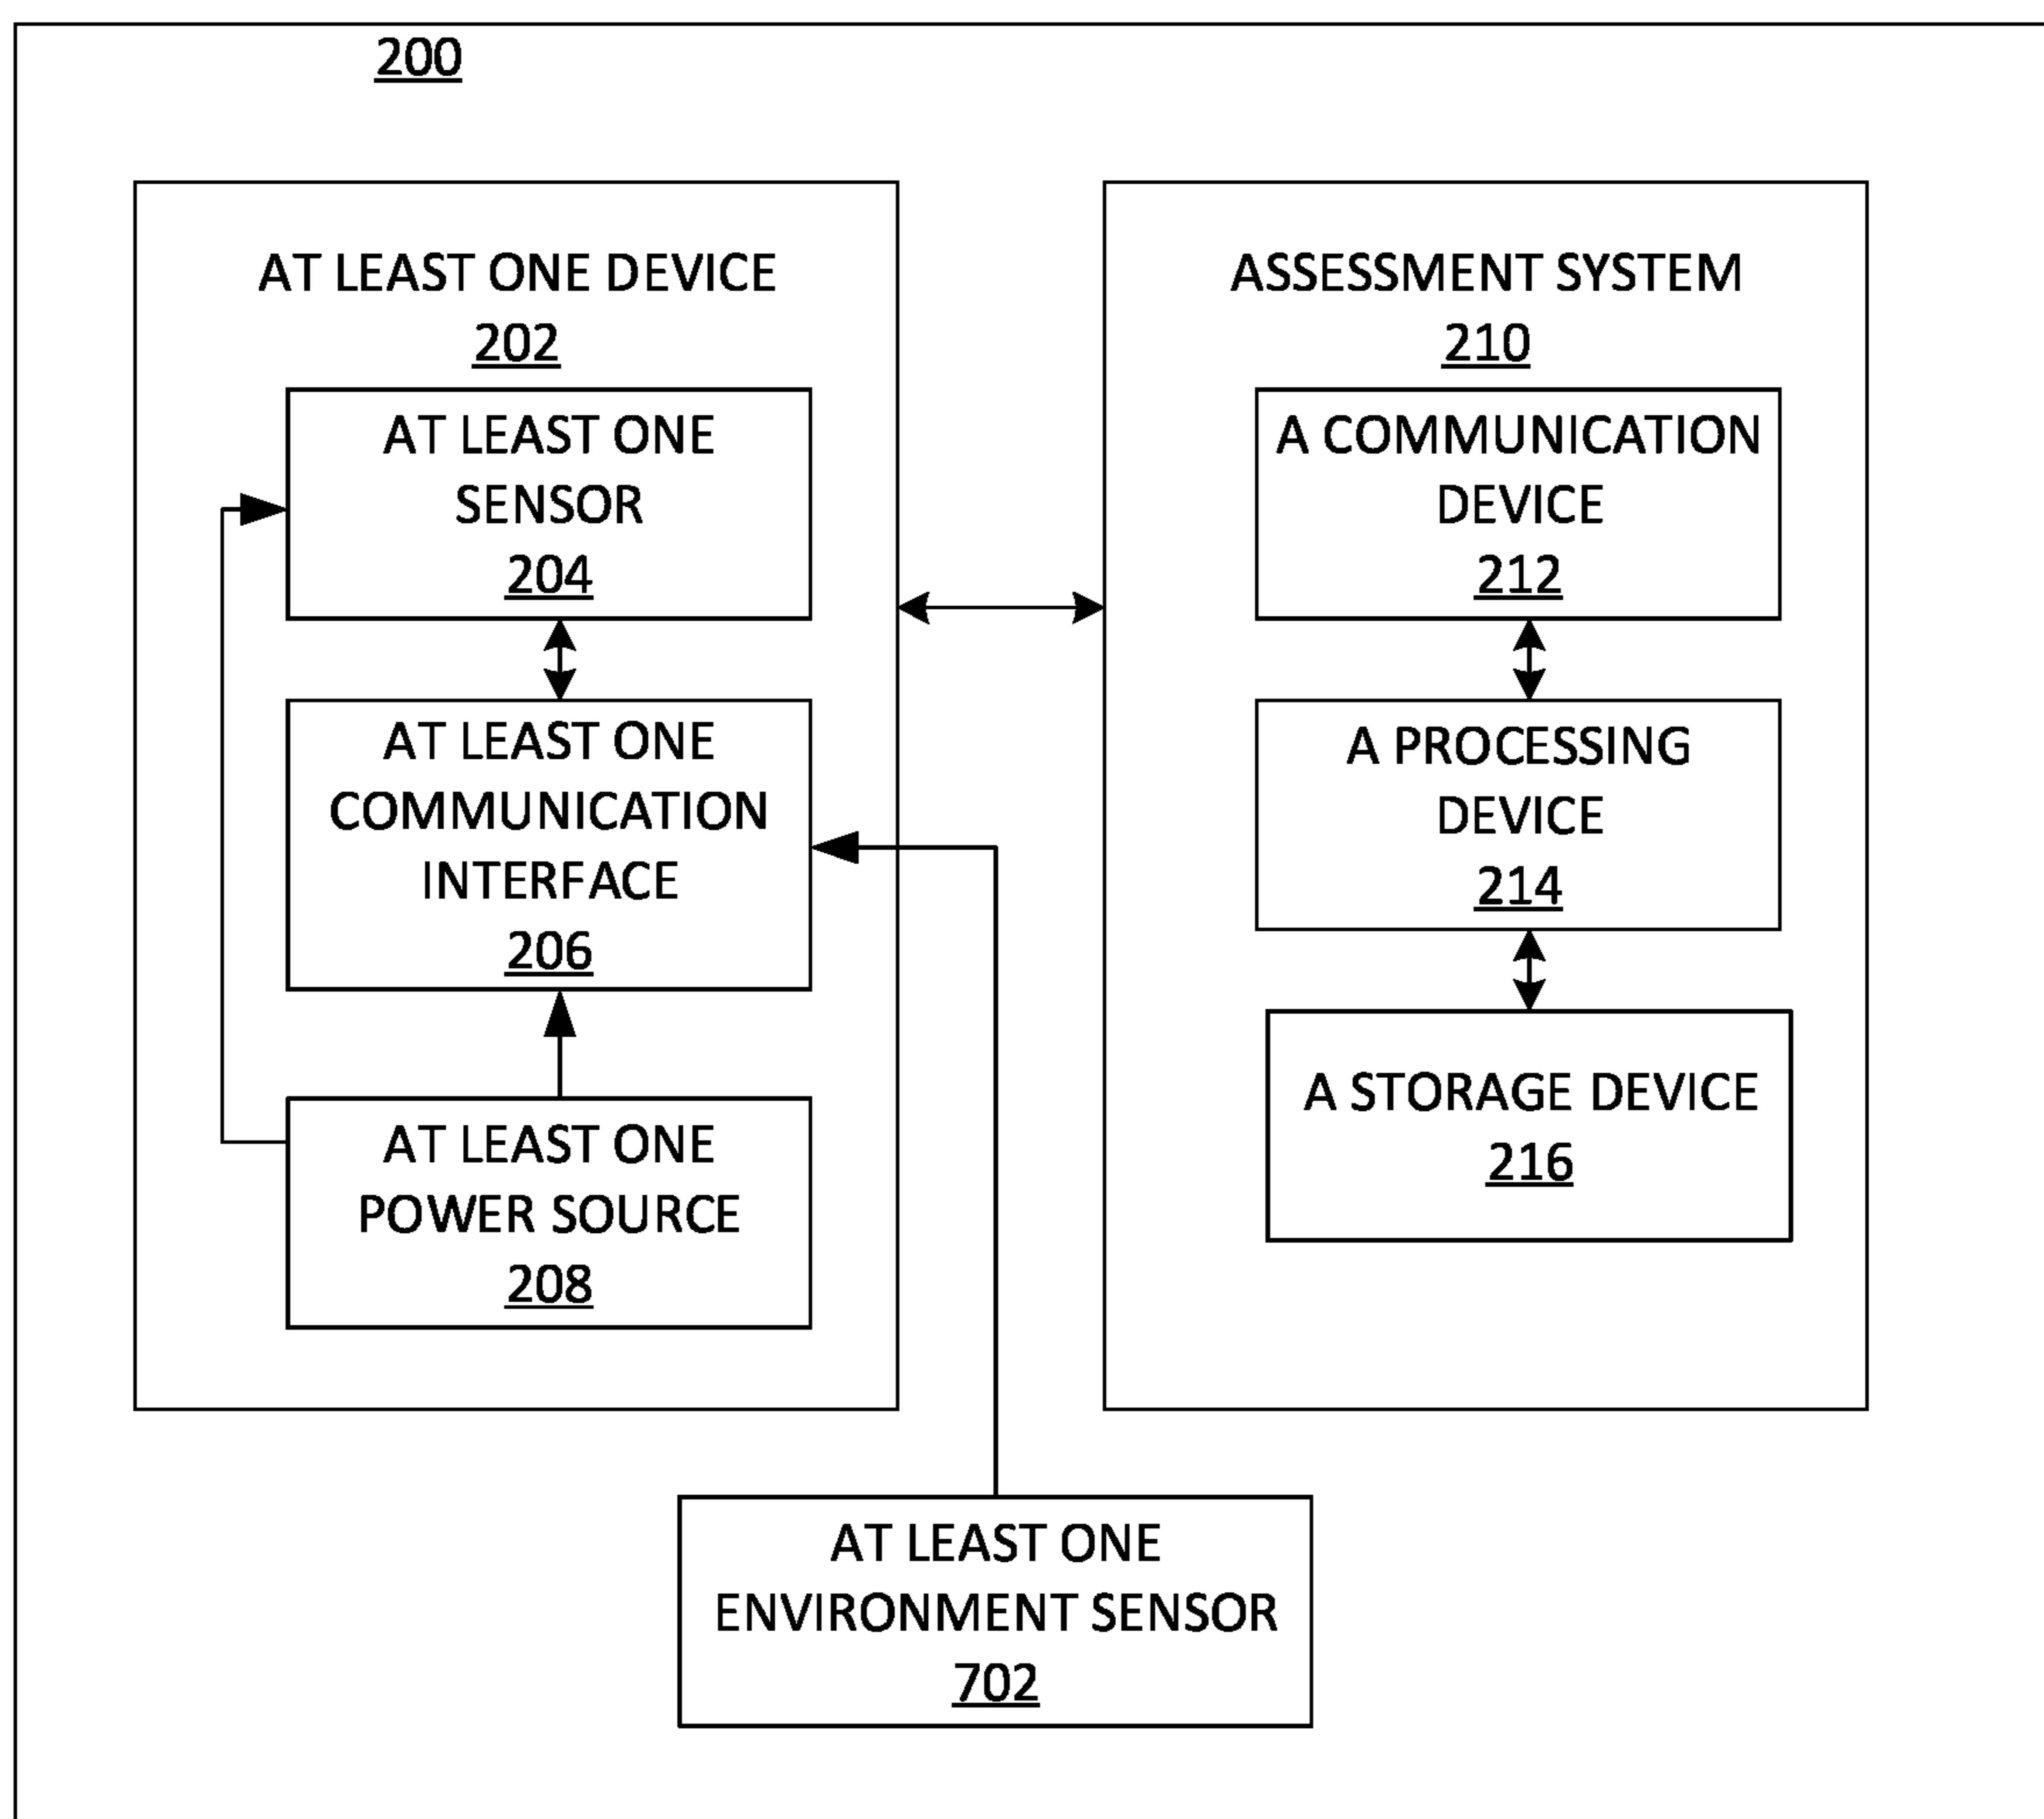 200
AT LEAST ONE DEVICE
202
AT LEAST ONE
SENSOR
204
AT LEAST ONE
COMMUNICATION
INTERFACE
206
AT LEAST ONE
POWER SOURCE
208
ASSESSMENT SYSTEM
210
A COMMUNICATION
DEVICE
212
A PROCESSING
DEVICE
214
A STORAGE DEVICE
216
AT LEAST ONE
ENVIRONMENT SENSOR
702